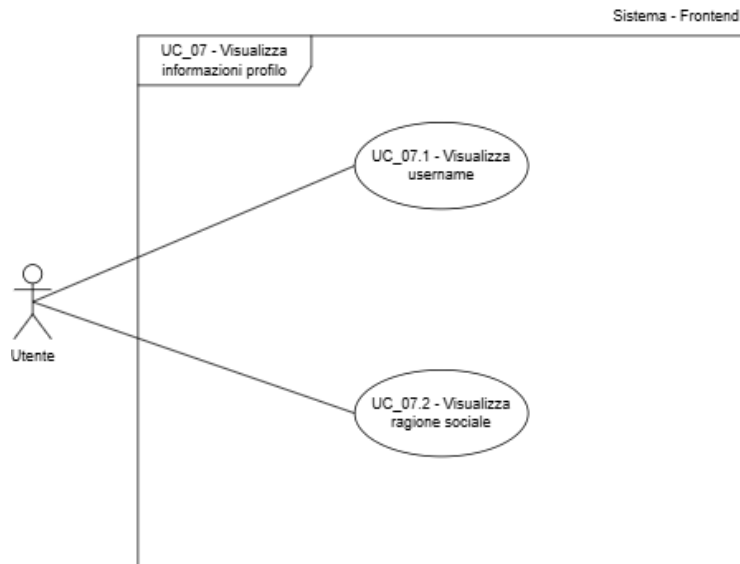 Sistema - Frontend
UC_07 - Visualizza
informazioni profilo
UC_07.1 - Visualizza
username
Utente
UC_07.2 - Visualizza
ragione sociale